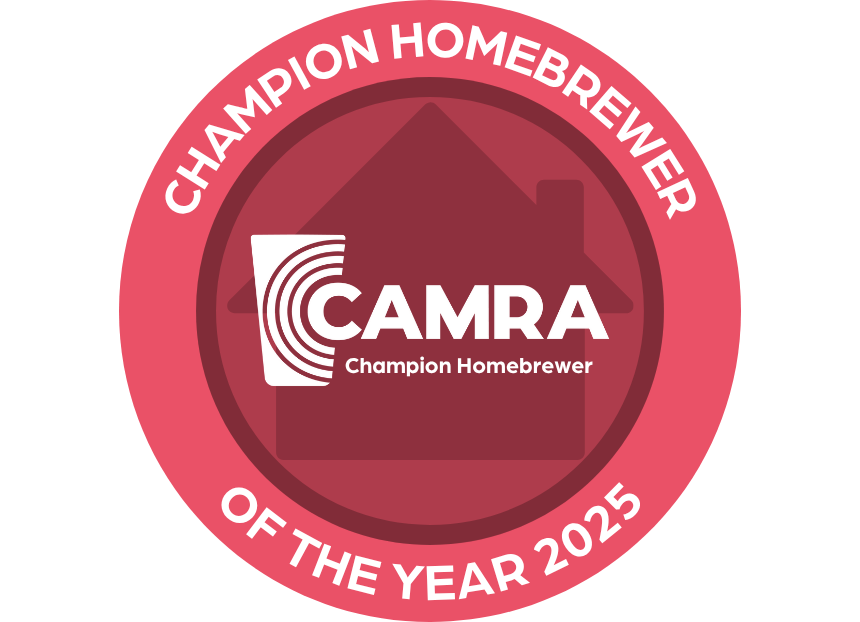 CHAMPION HOMEBREWER
CAMRA
Champion Homebrewer
OF THE YEAR 2025